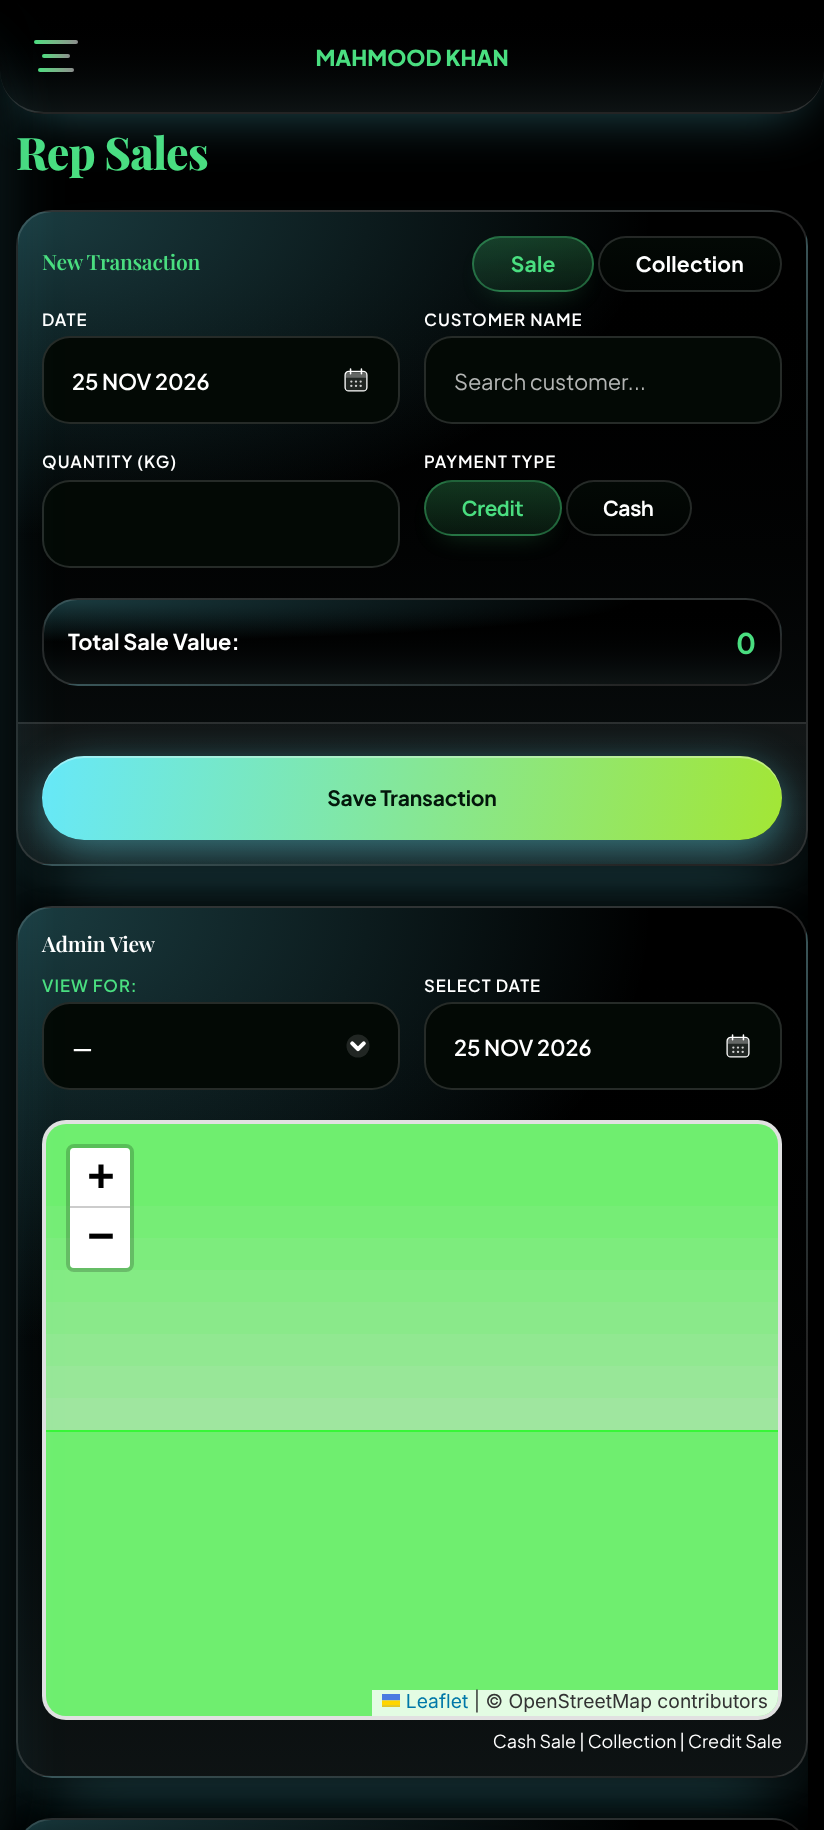 MAHMOOD KHAN
Rep Sales
New Transaction
Sale
Collection
DATE
CUSTOMER NAME
25 NOV 2026
Search customer...
QUANTITY (KG)
PAYMENT TYPE
Credit
Cash
Total Sale Value:
0
Save Transaction
Admin View
VIEW FOR:
SELECT DATE
—
25 NOV 2026
+
−
Leaflet | © OpenStreetMap contributors
Cash Sale | Collection | Credit Sale